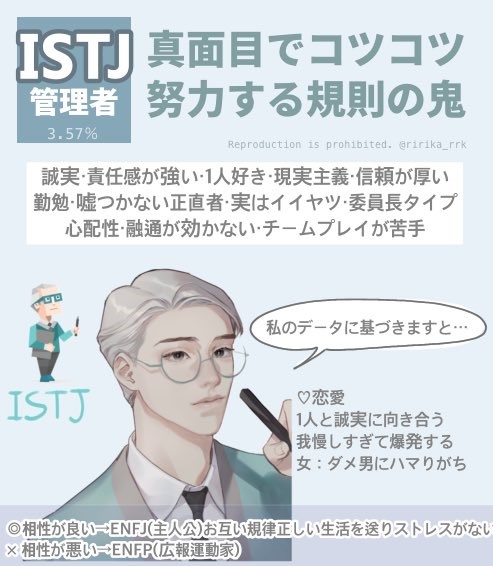 ISTJ
管理者
3.57%
真面目でコツコツ
努力する規則の鬼
Reproduction is prohibited. @ririka_rrk
誠実･責任感が強い･1人好き･現実主義･信頼が厚い
勤勉･嘘つかない正直者･実はイイヤツ･委員長タイプ
心配性･融通が効かない･チームプレイが苦手
私のデータに基づきますと…
ISTJ
♡恋愛
1人と誠実に向き合う
我慢しすぎて爆発する
女：ダメ男にハマりがち
◎相性が良い→ENFJ(主人公)お互い規律正しい生活を送りストレスがない
×相性が悪い→ENFP(広報運動家)